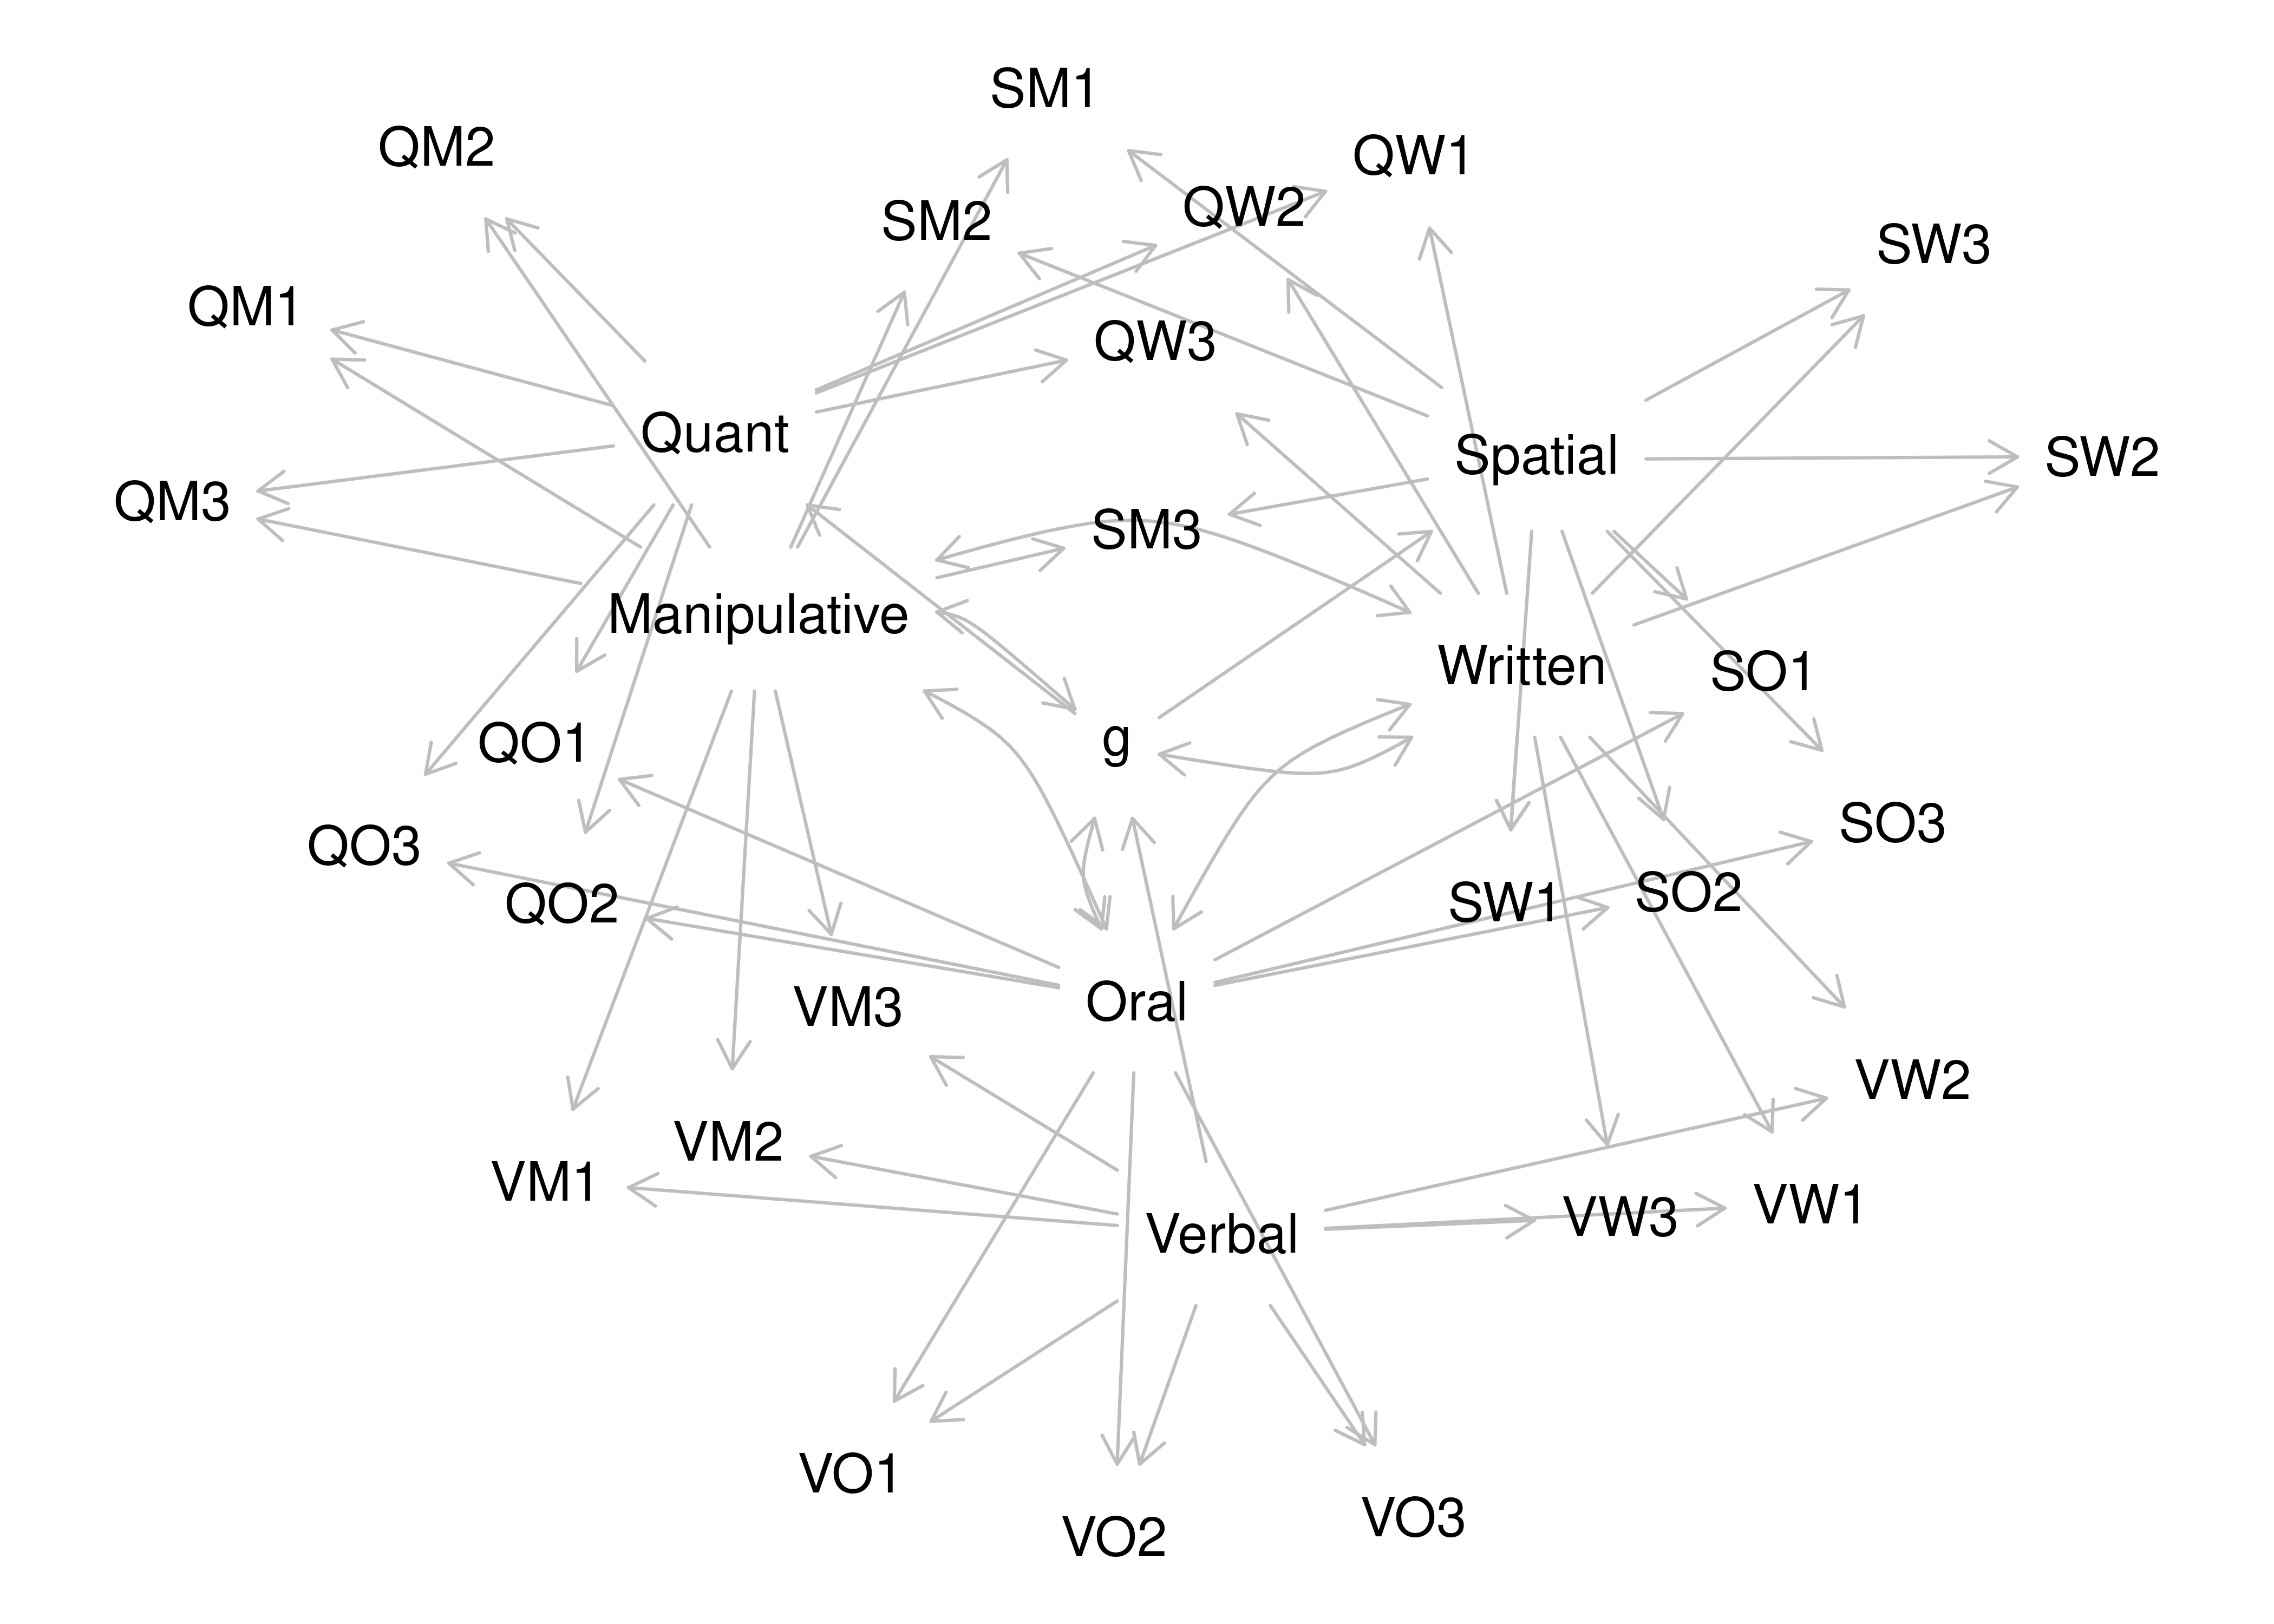 SM1
QM2
QW1
QW2
SM2
SW3
QM1
QW3
Quant
Spatial
SW2
QM3
SM3
Manipulative
Written
SO1
QO1
g
SO3
QO3
SO2
QO2
SW1
Oral
VM3
VW2
VM2
VM1
VW1
VW3
Verbal
VO1
VO3
VO2